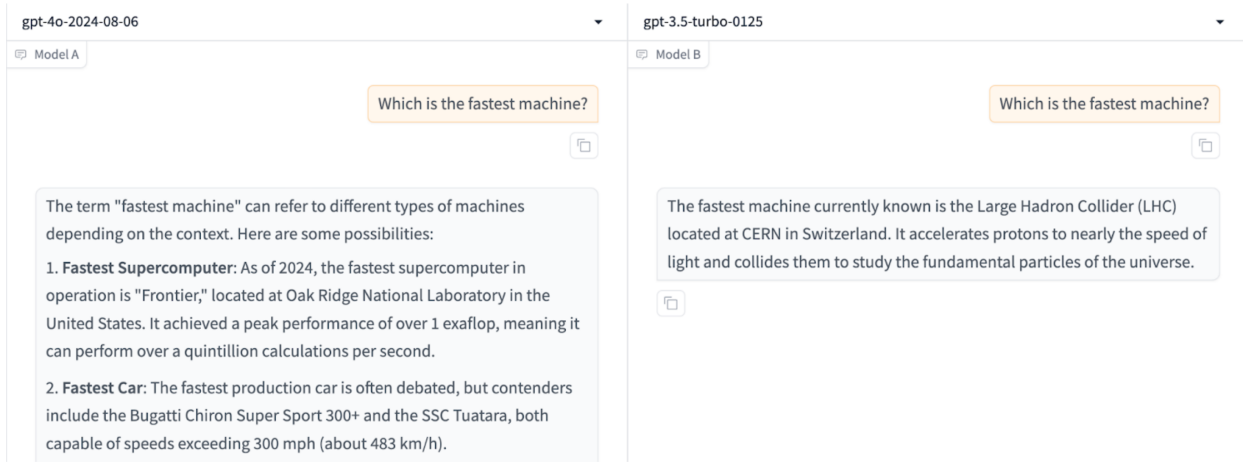 gpt-4o-2024-08-06
Model A
Which is the fastest machine?
The term "fastest machine" can refer to different types of machines
depending on the context. Here are some possibilities:
1. Fastest Supercomputer: As of 2024, the fastest supercomputer in
operation is "Frontier," located at Oak Ridge National Laboratory in the
United States. It achieved a peak performance of over 1 exaflop, meaning it
can perform over a quintillion calculations per second.
2. Fastest Car: The fastest production car is often debated, but contenders
include the Bugatti Chiron Super Sport 300+ and the SSC Tuatara, both
capable of speeds exceeding 300 mph (about 483 km/h).
gpt-3.5-turbo-0125
Model B
Which is the fastest machine?
The fastest machine currently known is the Large Hadron Collider (LHC)
located at CERN in Switzerland. It accelerates protons to nearly the speed of
light and collides them to study the fundamental particles of the universe.